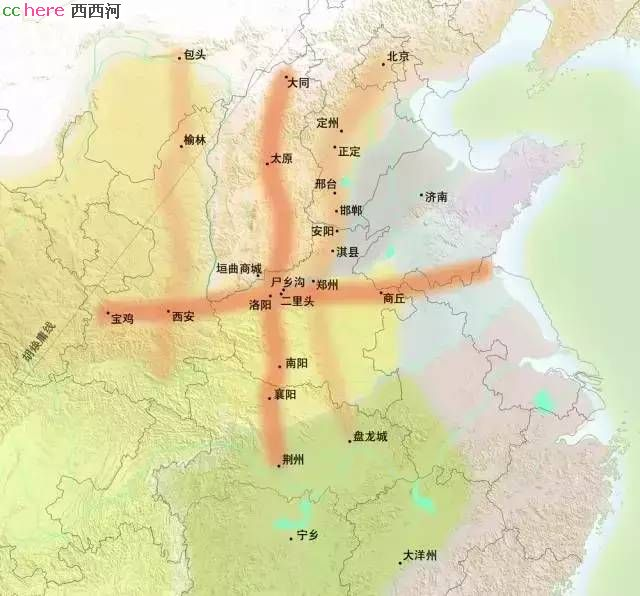 cchere 西西河
包头
北京
大同
定州
榆林
正定
太原
邢台
济南
邯郸
安阳
淇县
垣曲商城
尸乡沟
郑州
洛阳
二里头
商丘
宝鸡
西安
胡焕庸线
南阳
襄阳
盘龙城
荆州
宁乡
大洋州